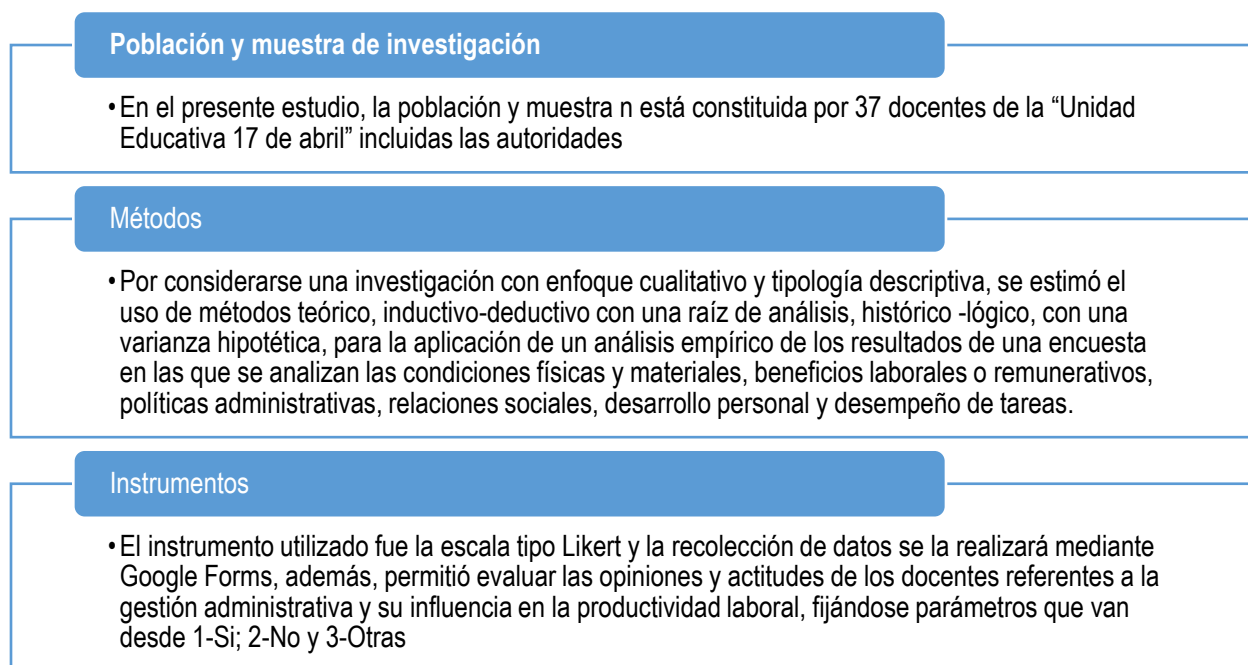 Población y muestra de investigación
•En el presente estudio, la población y muestra n está constituida por 37 docentes de la “Unidad
Educativa 17 de abril” incluidas las autoridades
Métodos
•Por considerarse una investigación con enfoque cualitativo y tipología descriptiva, se estimó el
uso de métodos teórico, inductivo-deductivo con una raíz de análisis, histórico -lógico, con una
varianza hipotética, para la aplicación de un análisis empírico de los resultados de una encuesta
en las que se analizan las condiciones físicas y materiales, beneficios laborales o remunerativos,
políticas administrativas, relaciones sociales, desarrollo personal y desempeño de tareas.
Instrumentos
•El instrumento utilizado fue la escala tipo Likert y la recolección de datos se la realizará mediante
Google Forms, además, permitió evaluar las opiniones y actitudes de los docentes referentes a la
gestión administrativa y su influencia en la productividad laboral, fijándose parámetros que van
desde 1-Si; 2-No y 3-Otras